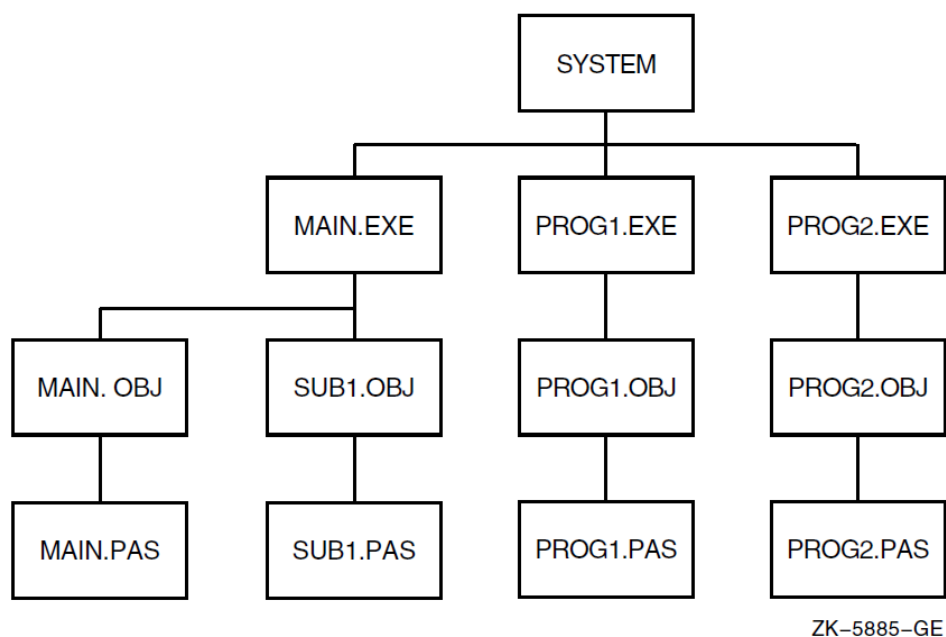 SYSTEM
MAIN.EXE
PROG1.EXE
PROG2.EXE
MAIN. OBJ
SUB1.OBJ
PROG1.OBJ
PROG2.OBJ
MAIN.PAS
SUB1.PAS
PROG1.PAS
PROG2.PAS
ZK–5885–GE